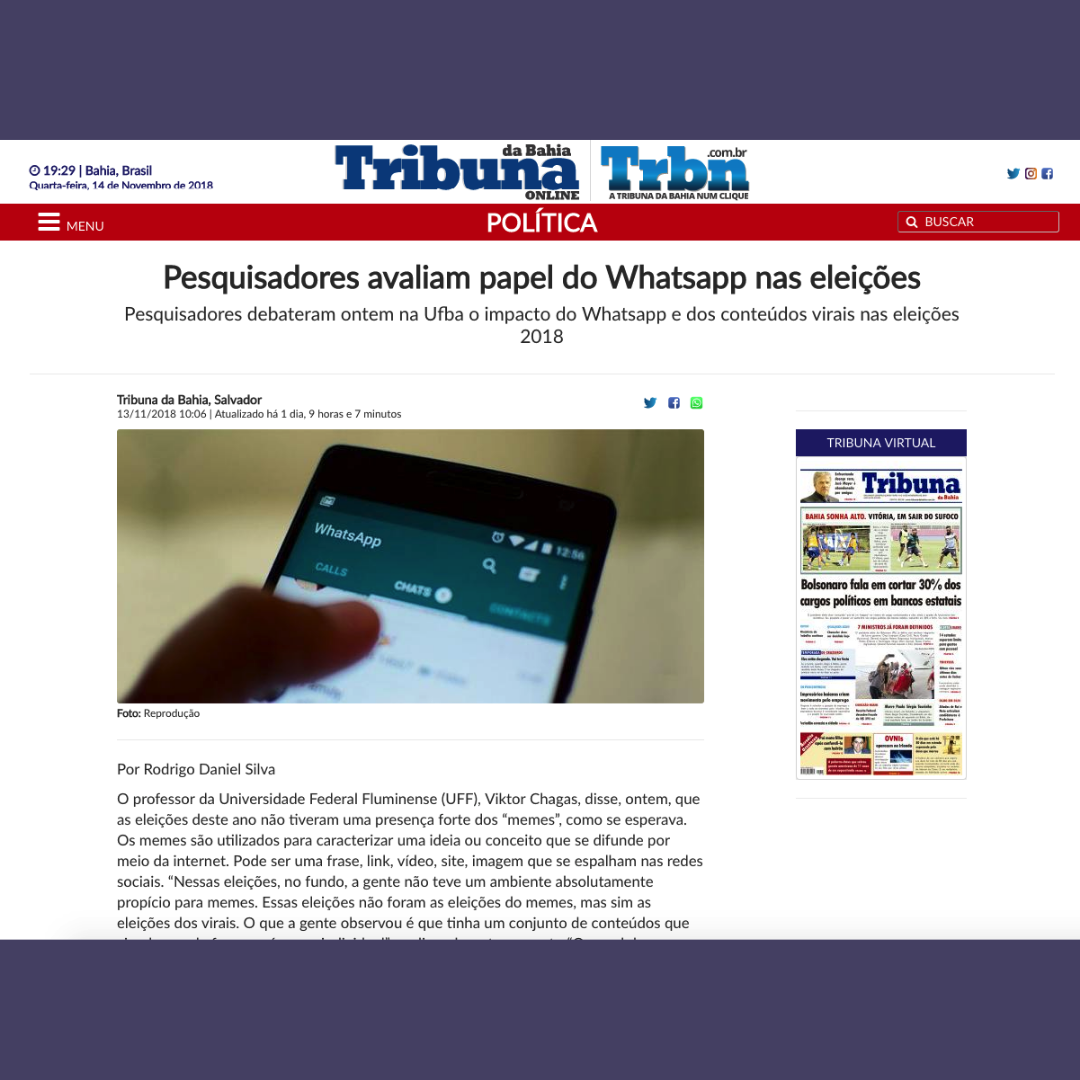 19:29 | Bahia, Brasil
Quarta-feira, 14 de Novembro de 2018
Tribuna
da Bahia
ONLINE
Trbn
.com.br
A TRIBUNA DA BAHIA NUM CLIQUE
MENU
POLÍTICA
BUSCAR
Pesquisadores avaliam papel do Whatsapp nas eleições
Pesquisadores debateram ontem na Ufba o impacto do Whatsapp e dos conteúdos virais nas eleições
2018
Tribuna da Bahia, Salvador
13/11/2018 10:06 | Atualizado há 1 dia, 9 horas e 7 minutos
WhatsApp
12:56
CALLS
CHATS
CONTACTS
Foto: Reprodução
Por Rodrigo Daniel Silva
O professor da Universidade Federal Fluminense (UFF), Viktor Chagas, disse, ontem, que
as eleições deste ano não tiveram uma presença forte dos “memes”, como se esperava.
Os memes são utilizados para caracterizar uma ideia ou conceito que se difunde por
meio da internet. Pode ser uma frase, link, vídeo, site, imagem que se espalham nas redes
sociais. “Nessas eleições, no fundo, a gente não teve um ambiente absolutamente
propício para memes. Essas eleições não foram as eleições do memes, mas sim as
eleições dos virais. O que a gente observou é que tinha um conjunto de conteúdos que
TRIBUNA VIRTUAL
Tribuna
da Bahia
BAHIA SONHA ALTO. VITÓRIA, EM SAIR DO SUFOCO
Bolsonaro fala em cortar 30% dos
cargos políticos em bancos estatais
7 MINISTROS JÁ FORAM DEFINIDOS
OVNIs